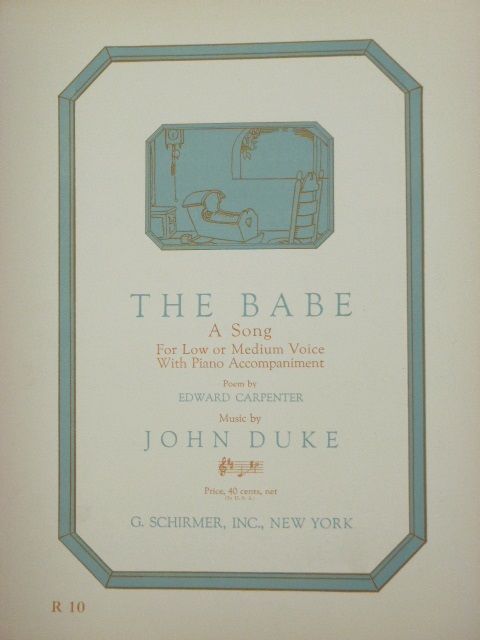 THE BABE
A Song
For Low or Medium Voice
With Piano Accompaniment
Poem by
EDWARD CARPENTER
Music by
JOHN DUKE
Price, 40 cents, net
(In U. S. A.)
G. SCHIRMER, INC., NEW YORK
R 10